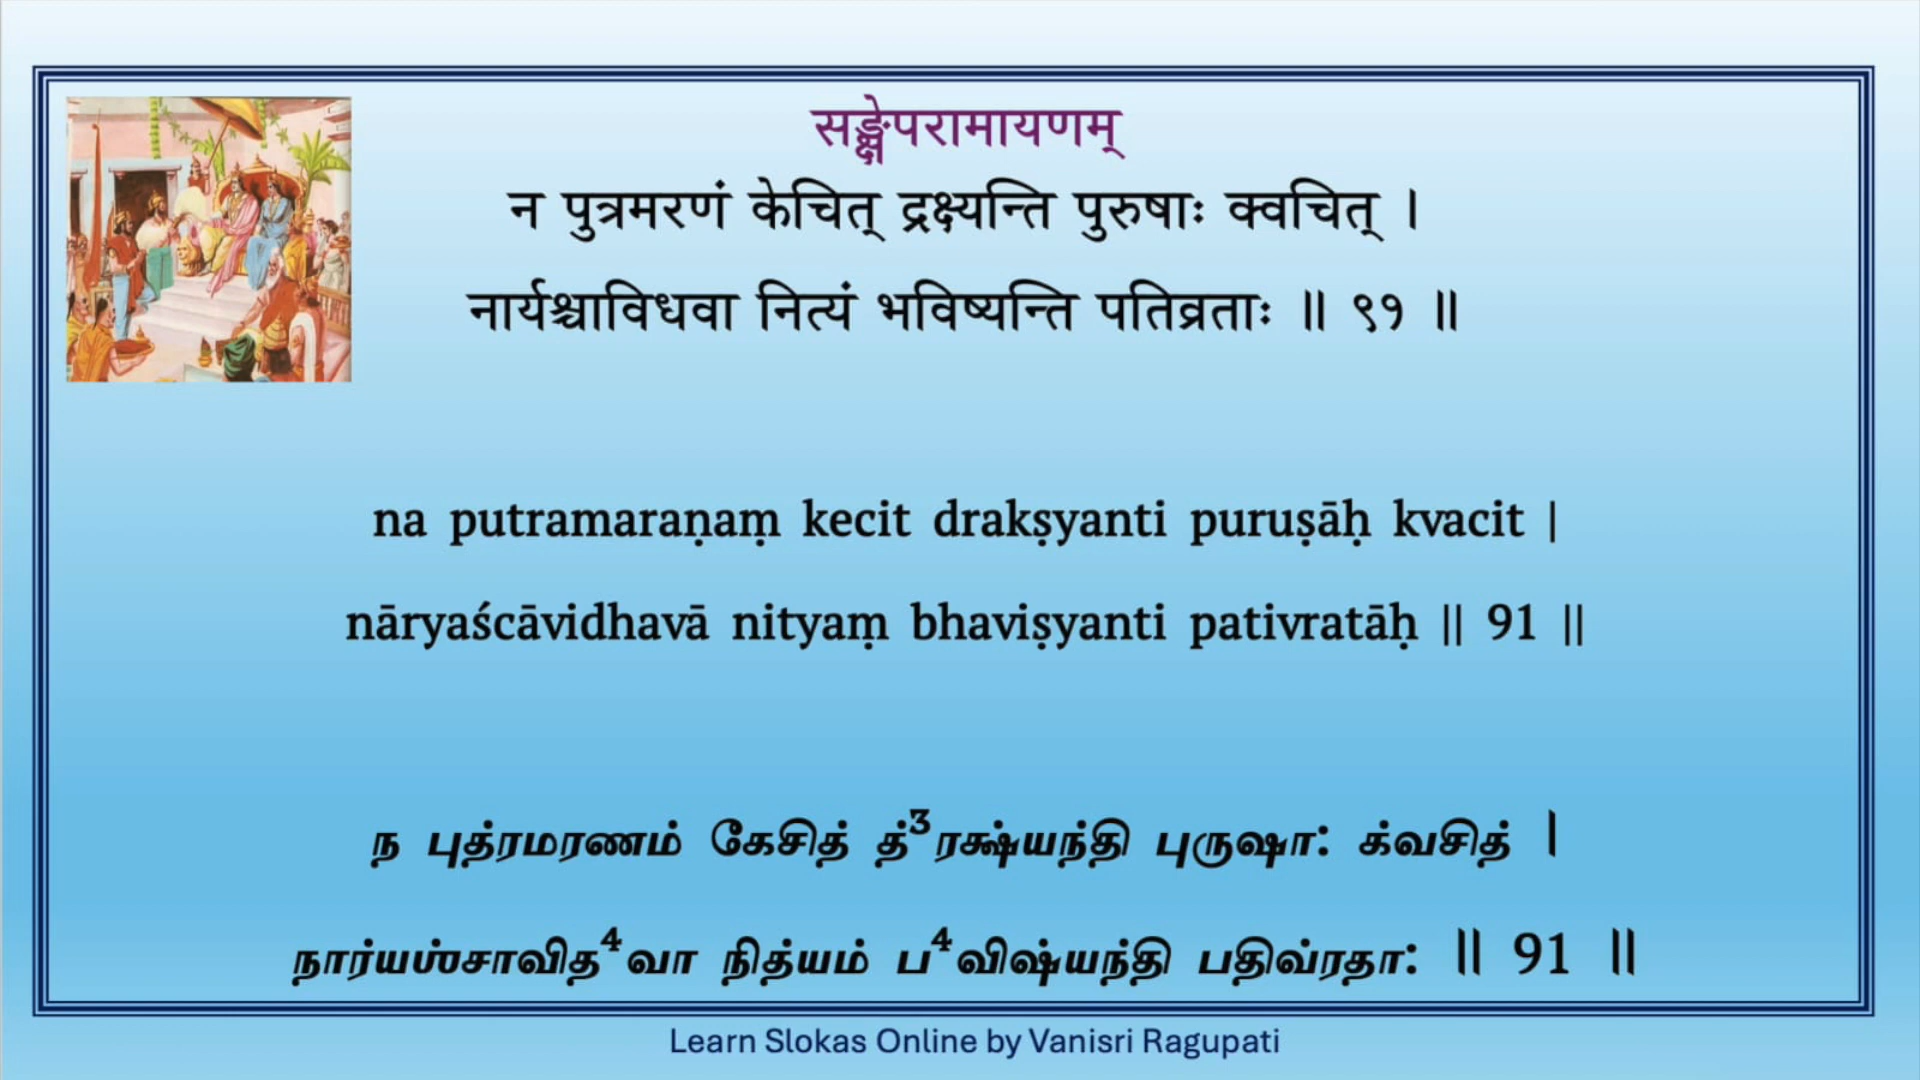 सङ्क्षेपरामायणम्
न पुत्रमरणं केचित् द्रक्ष्यन्ति पुरुषाः क्वचित् ।
नार्यश्चाविधवा नित्यं भविष्यन्ति पतिव्रताः ॥ ९१ ॥
na putramaraṇaṃ kecit drakṣyanti puruṣāḥ kvacit |
nāryaścāvidhavā nityaṃ bhaviṣyanti pativratāḥ || 91 ||
ந புத்ரமரணம் கேசித் த்³ரக்ஷ்யந்தி புருஷா: க்வசித் |
நார்யஶ்சாவித⁴வா நித்யம் ப⁴விஷ்யந்தி பதிவ்ரதா: || 91 ||
Learn Slokas Online by Vanisri Ragupati